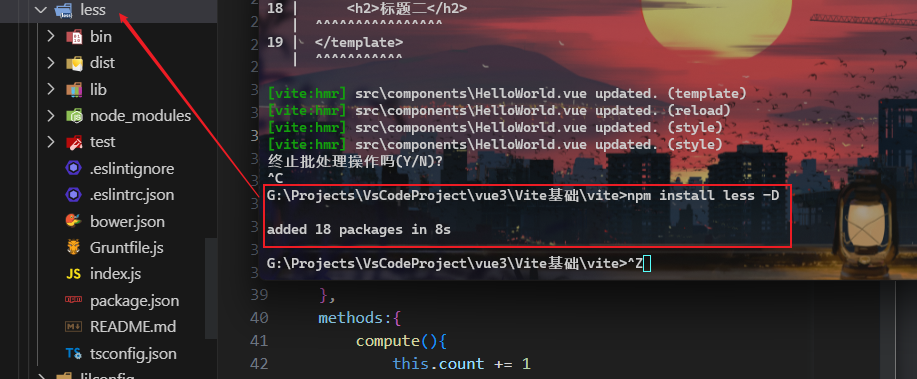 less
bin
dist
lib
node_modules
test
.eslintignore
.eslintrc.json
bower.json
Gruntfile.js
JS index.js
package.json
README.md
TS tsconfig.json
lilconfig
18 | <h2>标题二</h2>
| ^^^^^^^^^^^^^^^^
19 | </template>
| ^^^^^^^^^^^
[vite:hmr] src\components\HelloWorld.vue updated. (template)
[vite:hmr] src\components\HelloWorld.vue updated. (reload)
[vite:hmr] src\components\HelloWorld.vue updated. (style)
[vite:hmr] src\components\HelloWorld.vue updated. (style)
终止批处理操作吗(Y/N)?
^C
G:\Projects\VsCodeProject\vue3\Vite基础\vite>npm install less -D
added 18 packages in 8s
G:\Projects\VsCodeProject\vue3\Vite基础\vite>^Z
39 },
40 methods:{
41 compute(){
42 this.count += 1